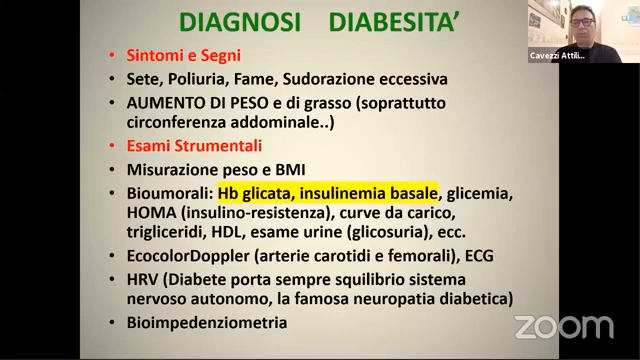 DIAGNOSI DIABESITA’
Cavezzi Attili...
• Sintomi e Segni
• Sete, Poliuria, Fame, Sudorazione eccessiva
• AUMENTO DI PESO e di grasso (soprattutto
circonferenza addominale..)
• Esami Strumentali
• Misurazione peso e BMI
• Bioumorali: Hb glicata, insulinemia basale, glicemia,
HOMA (insulino-resistenza), curve da carico,
trigliceridi, HDL, esame urine (glicosuria), ecc.
• EcocolorDoppler (arterie carotidi e femorali), ECG
• HRV (Diabete porta sempre squilibrio sistema
nervoso autonomo, la famosa neuropatia diabetica)
• Bioimpedenziometria
zoom